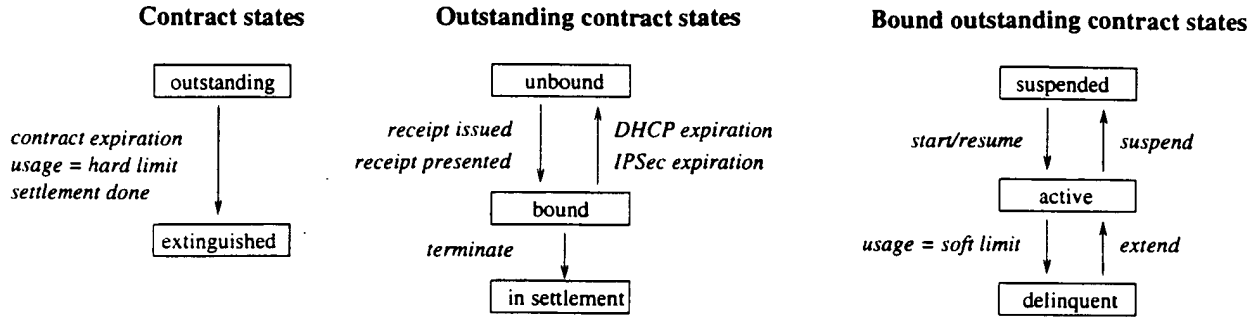 Contract states
outstanding
contract expiration
usage = hard limit
settlement done
extinguished
Outstanding contract states
unbound
receipt issued
receipt presented
DHCP expiration
IPSec expiration
bound
terminate
in settlement
Bound outstanding contract states
suspended
start/resume
suspend
active
usage = soft limit
extend
delinquent